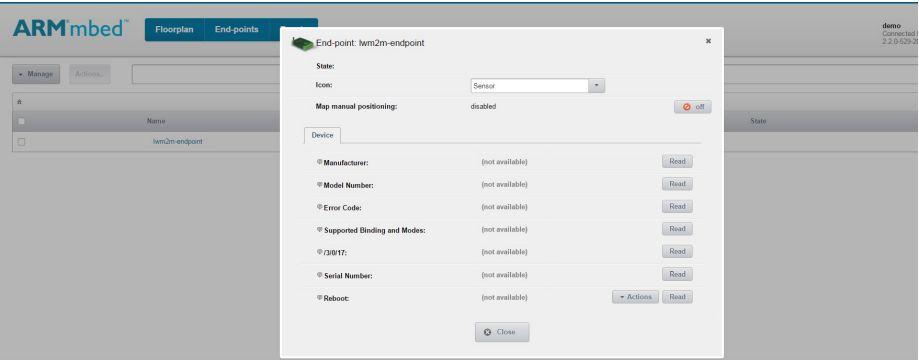 ARM®mbed™
Floorplan End-points
demo
Connected
2.2.0-529-2
Manage Actions...
Name State
lwm2m-endpoint
End-point: lwm2m-endpoint
State:
Icon: Sensor
Map manual positioning: disabled off
Device
Manufacturer: (not available) Read
Model Number: (not available) Read
Error Code: (not available) Read
Supported Binding and Modes: (not available) Read
/3/0/17: (not available) Read
Serial Number: (not available) Read
Reboot: (not available) Actions Read
Close